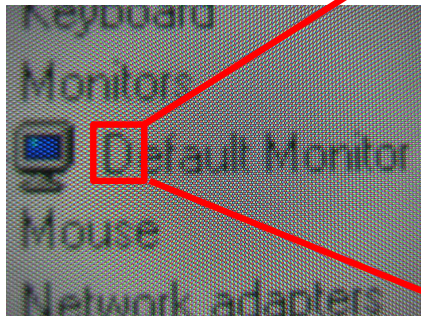 Keyboard
Monitors
Default Monitor
Mouse
Network adapters